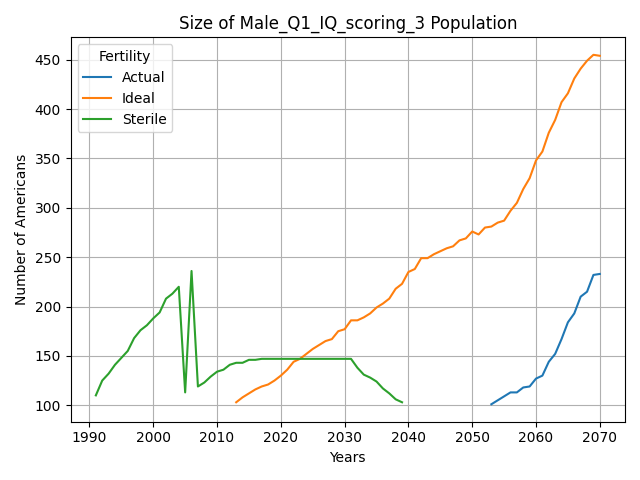 Size of Male_Q1_IQ_scoring_3 Population
Number of Americans
450
400
350
300
250
200
150
100
Fertility
Actual
Ideal
Sterile
1990 2000 2010 2020 2030 2040 2050 2060 2070
Years